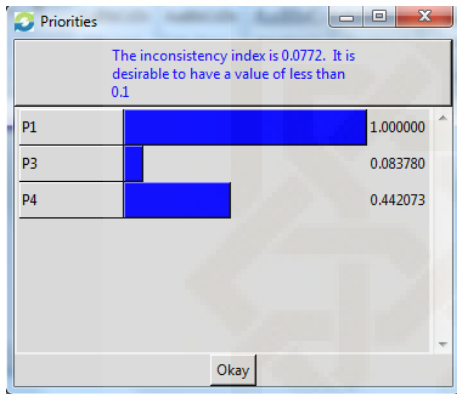 Priorities
The inconsistency index is 0.0772. It is
desirable to have a value of less than
0.1
P1 1.000000
P3 0.083780
P4 0.442073
Okay